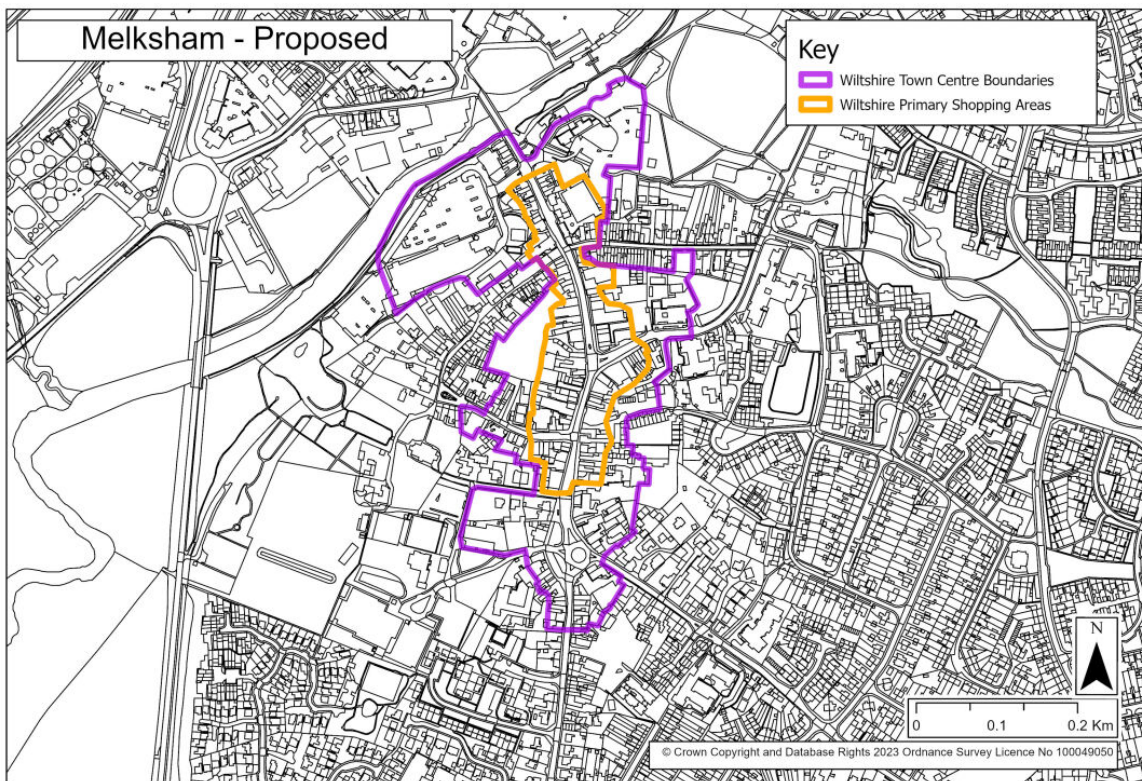 Melksham - Proposed
Key
Wiltshire Town Centre Boundaries
Wiltshire Primary Shopping Areas
N
0 0.1 0.2 Km
© Crown Copyright and Database Rights 2023 Ordnance Survey Licence No 100049050